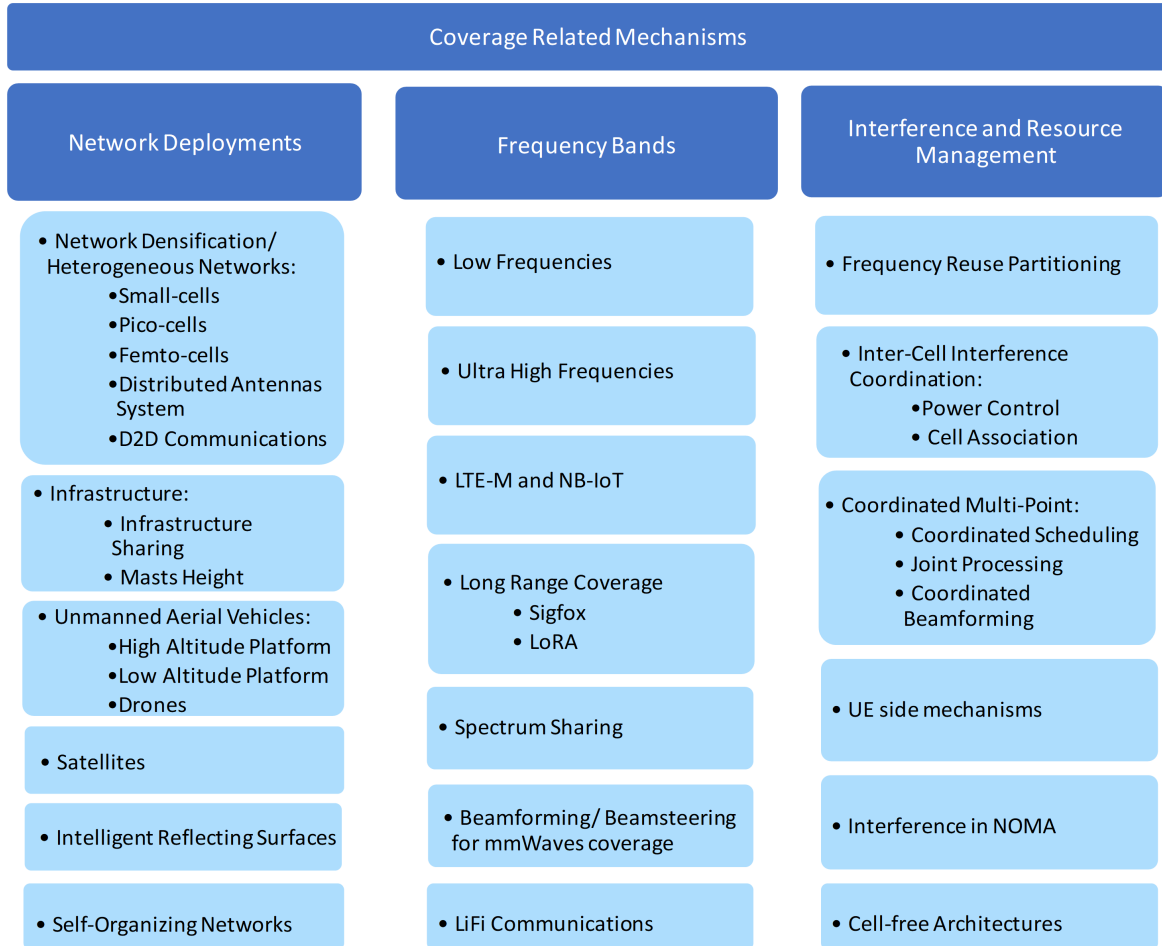 Coverage Related Mechanisms
Network Deployments
• Network Densification/
Heterogeneous Networks:
•Small-cells
•Pico-cells
•Femto-cells
•Distributed Antennas
System
•D2D Communications
• Infrastructure:
• Infrastructure
Sharing
• Masts Height
• Unmanned Aerial Vehicles:
•High Altitude Platform
•Low Altitude Platform
•Drones
• Satellites
• Intelligent Reflecting Surfaces
• Self-Organizing Networks
Frequency Bands
• Low Frequencies
• Ultra High Frequencies
• LTE-M and NB-IoT
• Long Range Coverage
• Sigfox
• LoRA
• Spectrum Sharing
• Beamforming/ Beamsteering
for mmWaves coverage
• LiFi Communications
Interference and Resource
Management
• Frequency Reuse Partitioning
• Inter-Cell Interference
Coordination:
•Power Control
• Cell Association
• Coordinated Multi-Point:
• Coordinated Scheduling
• Joint Processing
• Coordinated
Beamforming
• UE side mechanisms
• Interference in NOMA
• Cell-free Architectures